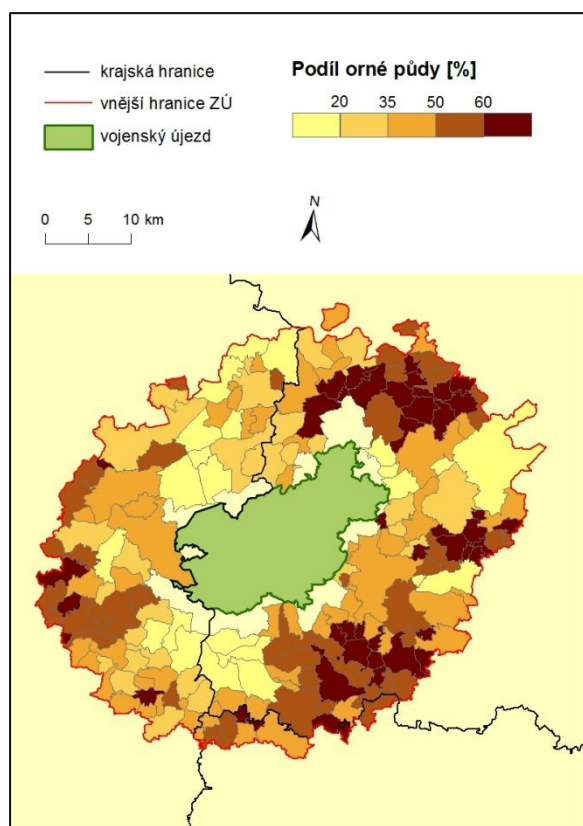 krajská hranice
vnější hranice ZÚ
vojenský újezd
Podíl orné půdy [%]
20 35 50 60
0 5 10 km
N